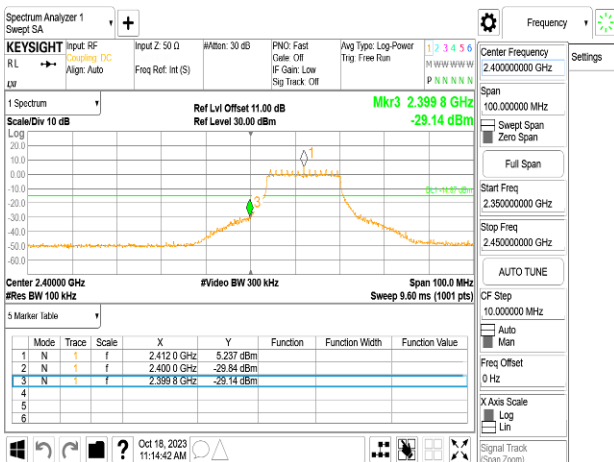 Spectrum Analyzer 1
Swept SA
Frequency
KEYSIGHT
RL
Input: RF
Coupling: DC
Align: Auto
Input Z: 50 Ω
Freq Ref: Int (S)
#Atten: 30 dB
PNO: Fast
Gate: Off
IF Gain: Low
Sig Track: Off
Avg Type: Log-Power
Trig: Free Run
1 2 3 4 5 6
M W W W W W
P N N N N N
Center Frequency
2.400000000 GHz
Settings
1 Spectrum
Scale/Div 10 dB
Ref Lvl Offset 11.00 dB
Ref Level 30.00 dBm
Mkr3 2.399 8 GHz
-29.14 dBm
Span
100.000000 MHz
Swept Span
Zero Span
Full Span
Start Freq
2.350000000 GHz
Stop Freq
2.450000000 GHz
AUTO TUNE
CF Step
10.000000 MHz
Auto
Man
Freq Offset
0 Hz
X Axis Scale
Log
Lin
Signal Track
(Span Zoom)
Log
20.0
10.0
0.00
-10.0
-20.0
-30.0
-40.0
-50.0
-60.0
1
3
Center 2.40000 GHz
#Res BW 100 kHz
#Video BW 300 kHz
Span 100.0 MHz
Sweep 9.60 ms (1001 pts)
5 Marker Table
Mode Trace Scale X Y Function Function Width Function Value
1 N 1 f 2.412 0 GHz 5.237 dBm
2 N 1 f 2.400 0 GHz -29.84 dBm
3 N 1 f 2.399 8 GHz -29.14 dBm
4
5
6
?
Oct 18, 2023
11:14:42 AM